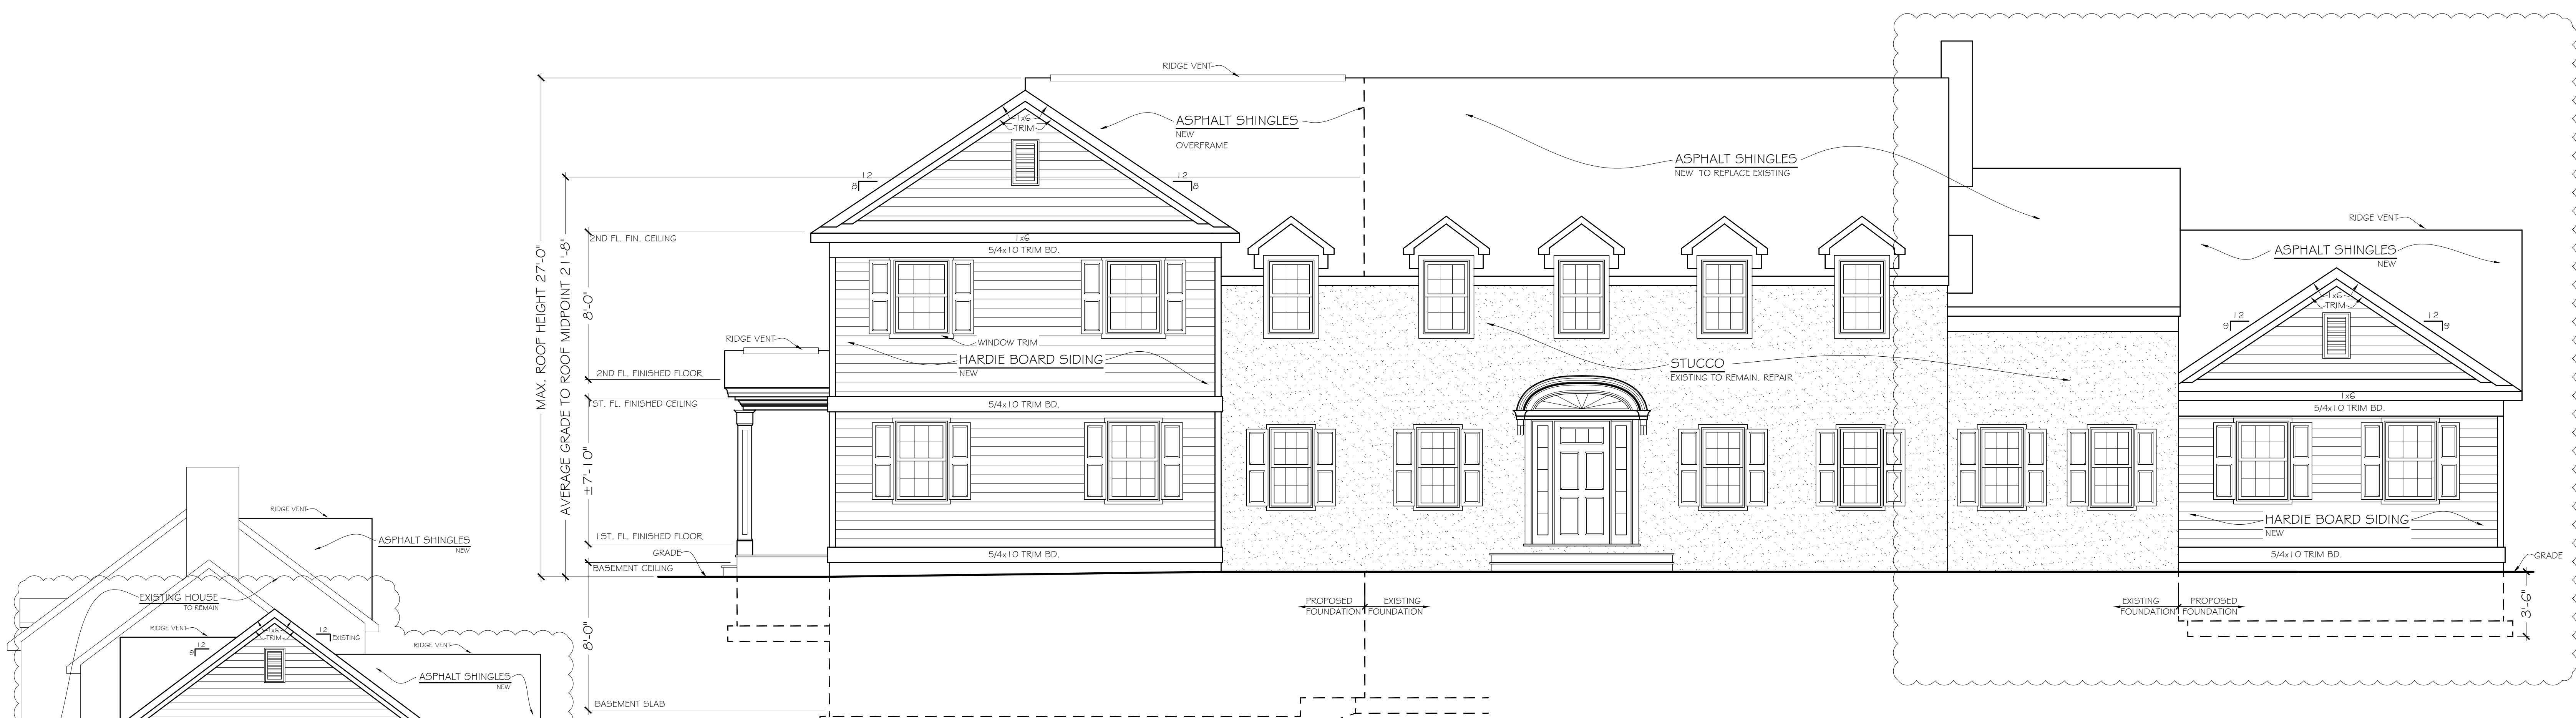 RIDGE VENT
1x6
TRIM
ASPHALT SHINGLES
NEW
OVERFRAME
ASPHALT SHINGLES
NEW TO REPLACE EXISTING
12
8
12
8
MAX. ROOF HEIGHT 27'-0"
AVERAGE GRADE TO ROOF MIDPOINT 21'-8"
2ND FL. FIN. CEILING
8'-0"
1x6
5/4x10 TRIM BD.
RIDGE VENT
ASPHALT SHINGLES
NEW
1x6
TRIM
12
9
12
9
RIDGE VENT
WINDOW TRIM
HARDIE BOARD SIDING
NEW
STUCCO
EXISTING TO REMAIN, REPAIR
2ND FL. FINISHED FLOOR
1ST. FL. FINISHED CEILING
5/4x10 TRIM BD.
1x6
5/4x10 TRIM BD.
±7'-10"
HARDIE BOARD SIDING
NEW
1ST. FL. FINISHED FLOOR
GRADE
5/4x10 TRIM BD.
5/4x10 TRIM BD.
GRADE
BASEMENT CEILING
PROPOSED
FOUNDATION
EXISTING
FOUNDATION
EXISTING
FOUNDATION
PROPOSED
FOUNDATION
3'-6"
8'-0"
BASEMENT SLAB
RIDGE VENT
ASPHALT SHINGLES
NEW
EXISTING HOUSE
TO REMAIN
RIDGE VENT
12
9
1x6
TRIM
12
EXISTING
RIDGE VENT
ASPHALT SHINGLES
NEW